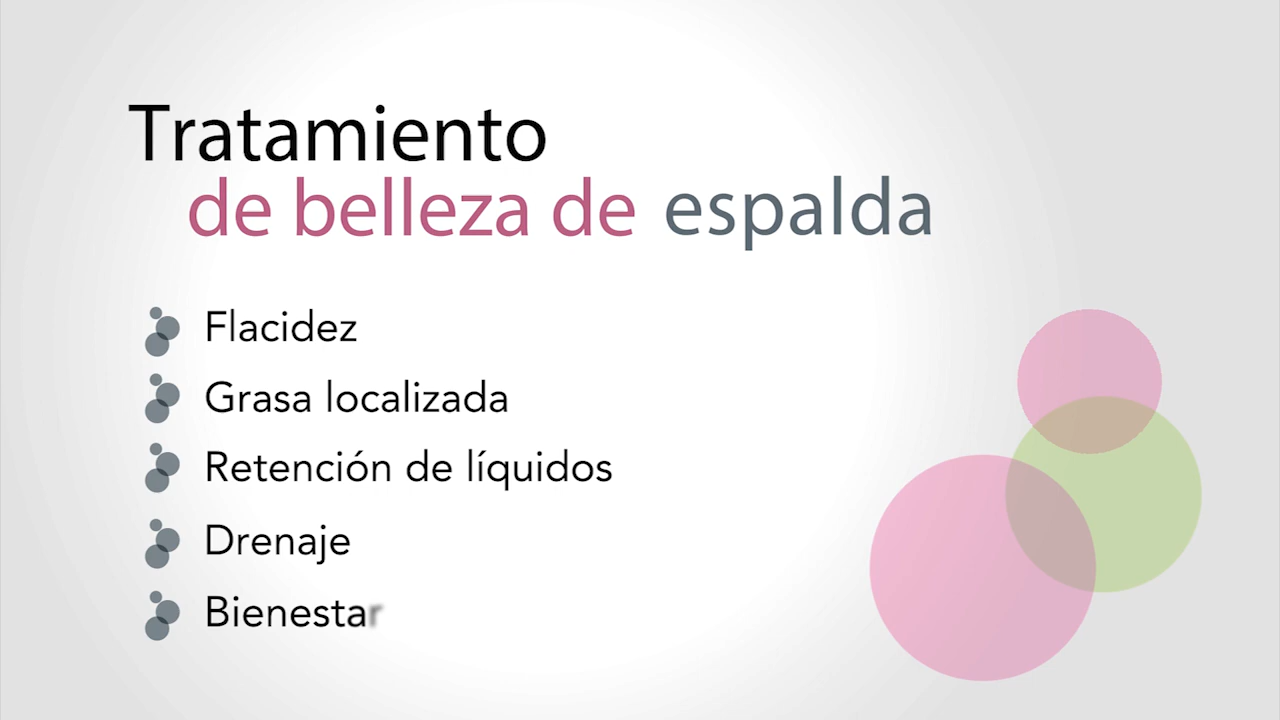 Tratamiento
de belleza de espalda
Flacidez
Grasa localizada
Retención de líquidos
Drenaje
Bienestar